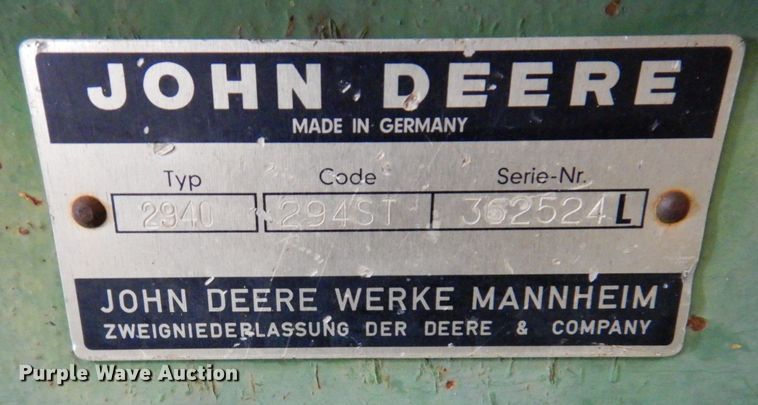 JOHN DEERE
MADE IN GERMANY
Typ Code Serie-Nr.
2940 294ST 362524 L
JOHN DEERE WERKE MANNHEIM
ZWEIGNIEDERLASSUNG DER DEERE & COMPANY
Purple Wave Auction